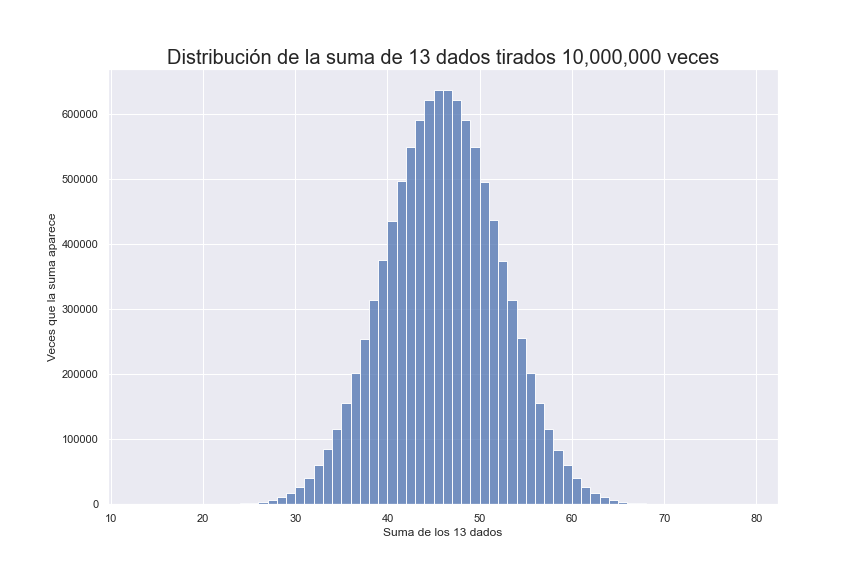 Distribución de la suma de 13 dados tirados 10,000,000 veces
Veces que la suma aparece
600000
500000
400000
300000
200000
100000
0
10 20 30 40 50 60 70 80
Suma de los 13 dados